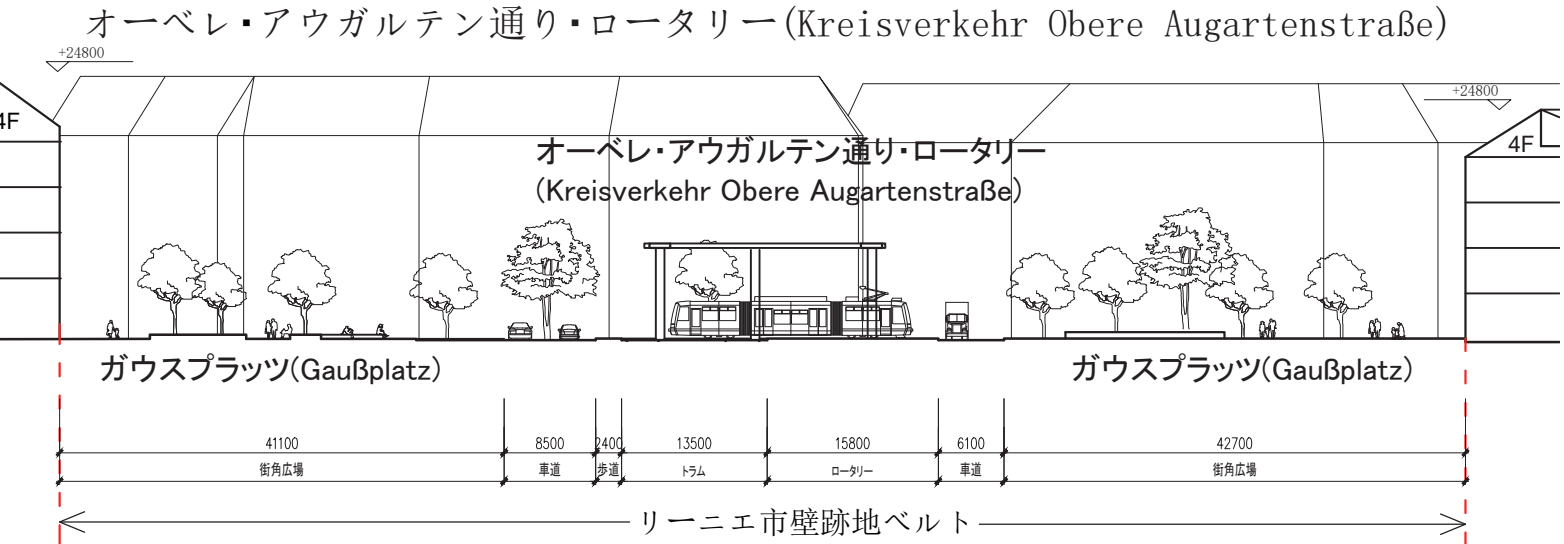 オーベレ・アウガルテン通り・ロータリー(Kreisverkehr Obere Augartenstraße)
+24800
+24800
4F
4F
オーベレ・アウガルテン通り・ロータリー
(Kreisverkehr Obere Augartenstraße)
ガウスプラッツ(Gaußplatz)
ガウスプラッツ(Gaußplatz)
41100 8500 2400 13500 15800 6100 42700
街角広場 車道 歩道 トラム ロータリー 車道 街角広場
リーニエ市壁跡地ベルト